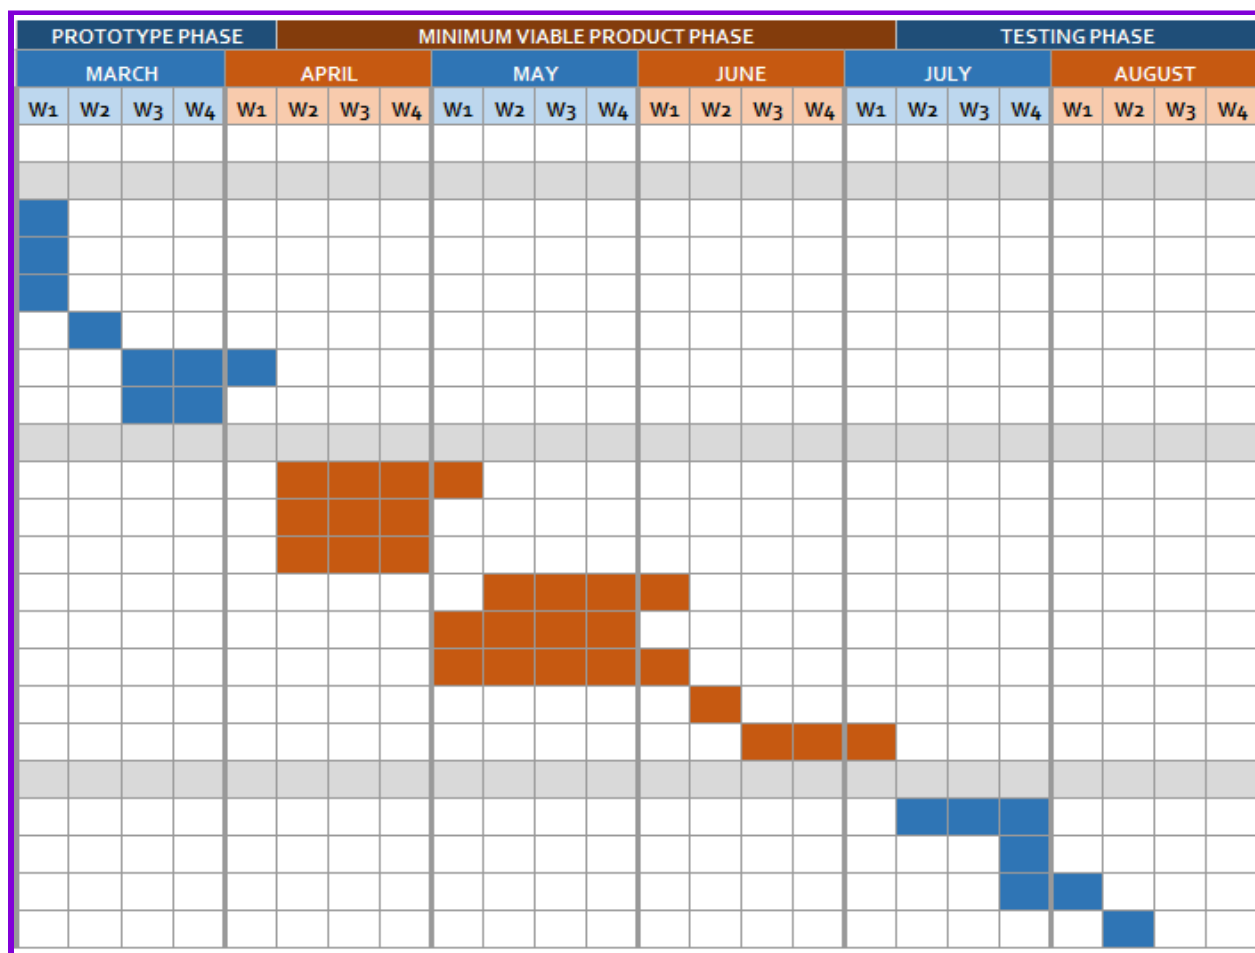 PROTOTYPE PHASE MINIMUM VIABLE PRODUCT PHASE TESTING PHASE
MARCH APRIL MAY JUNE JULY AUGUST
W1 W2 W3 W4 W1 W2 W3 W4 W1 W2 W3 W4 W1 W2 W3 W4 W1 W2 W3 W4 W1 W2 W3 W4